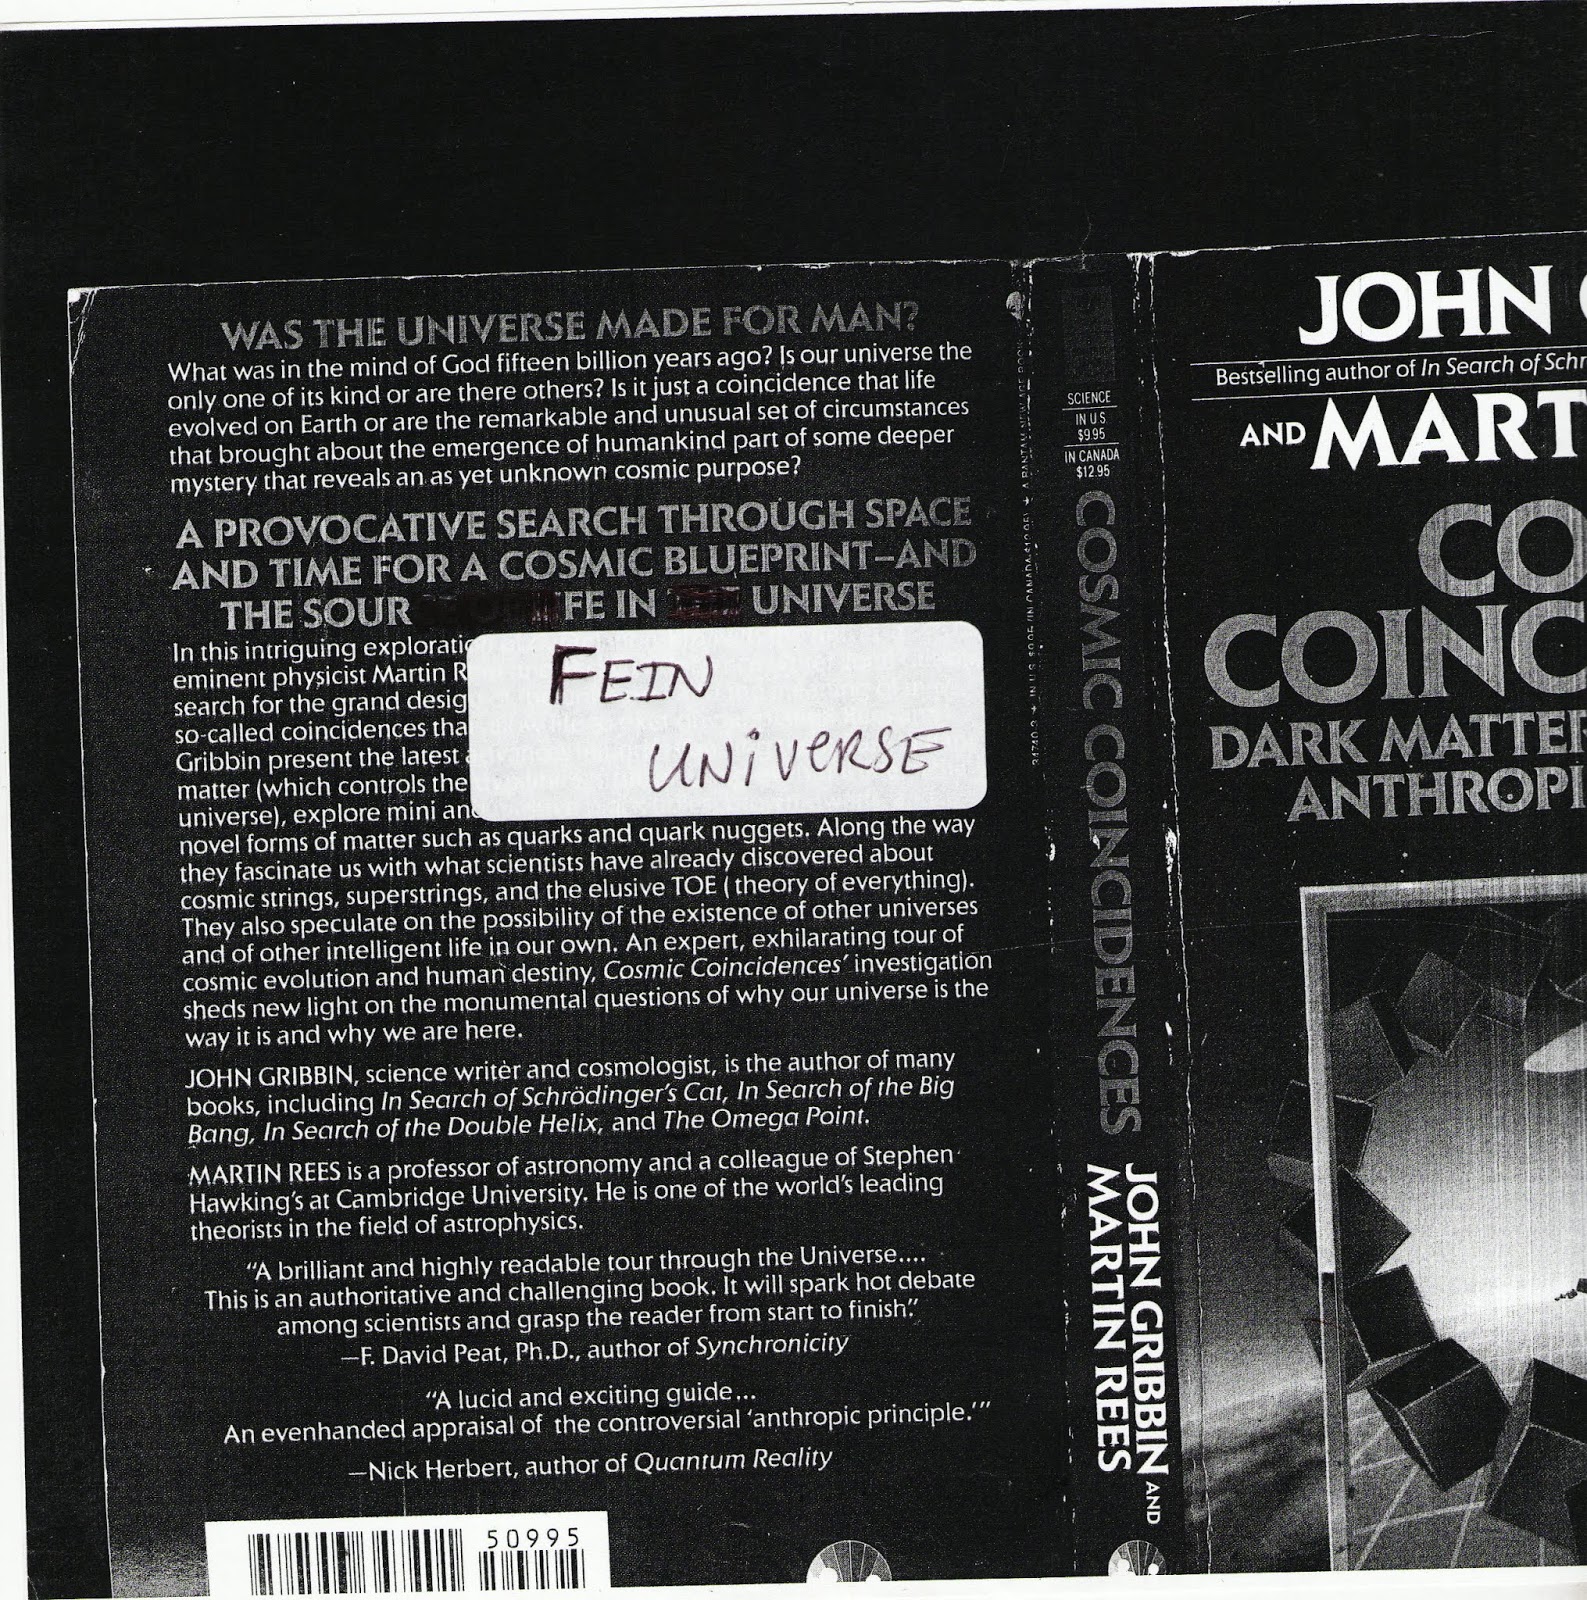 WAS THE UNIVERSE MADE FOR MAN?
What was in the mind of God fifteen billion years ago? Is our universe the
only one of its kind or are there others? Is it just a coincidence that life
evolved on Earth or are the remarkable and unusual set of circumstances
that brought about the emergence of humankind part of some deeper
mystery that reveals an as yet unknown cosmic purpose?
A PROVOCATIVE SEARCH THROUGH SPACE
AND TIME FOR A COSMIC BLUEPRINT–AND
THE SOUR FE IN UNIVERSE
In this intriguing explorati
eminent physicist Martin R
search for the grand desig
so-called coincidences tha
Gribbin present the latest
matter (which controls the
universe), explore mini an
FEIN
UNiVERSE
novel forms of matter such as quarks and quark nuggets. Along the way
they fascinate us with what scientists have already discovered about
cosmic strings, superstrings, and the elusive TOE (theory of everything).
They also speculate on the possibility of the existence of other universes
and of other intelligent life in our own. An expert, exhilarating tour of
cosmic evolution and human destiny, Cosmic Coincidences' investigation
sheds new light on the monumental questions of why our universe is the
way it is and why we are here.
JOHN GRIBBIN, science writer and cosmologist, is the author of many
books, including In Search of Schrödinger's Cat, In Search of the Big
Bang, In Search of the Double Helix, and The Omega Point.
MARTIN REES is a professor of astronomy and a colleague of Stephen
Hawking's at Cambridge University. He is one of the world's leading
theorists in the field of astrophysics.
"A brilliant and highly readable tour through the Universe....
This is an authoritative and challenging book. It will spark hot debate
among scientists and grasp the reader from start to finish."
—F. David Peat, Ph.D., author of Synchronicity
"A lucid and exciting guide...
An evenhanded appraisal of the controversial 'anthropic principle.'"
—Nick Herbert, author of Quantum Reality
50995
SCIENCE
IN U.S
$9.95
IN CANADA
$12.95
COSMIC COINCIDENCES
JOHN GRIBBIN AND
MARTIN REES
JOHN
Bestselling author of In Search of Schr
AND MART
CO
COINC
DARK MATTER
ANTHROPI